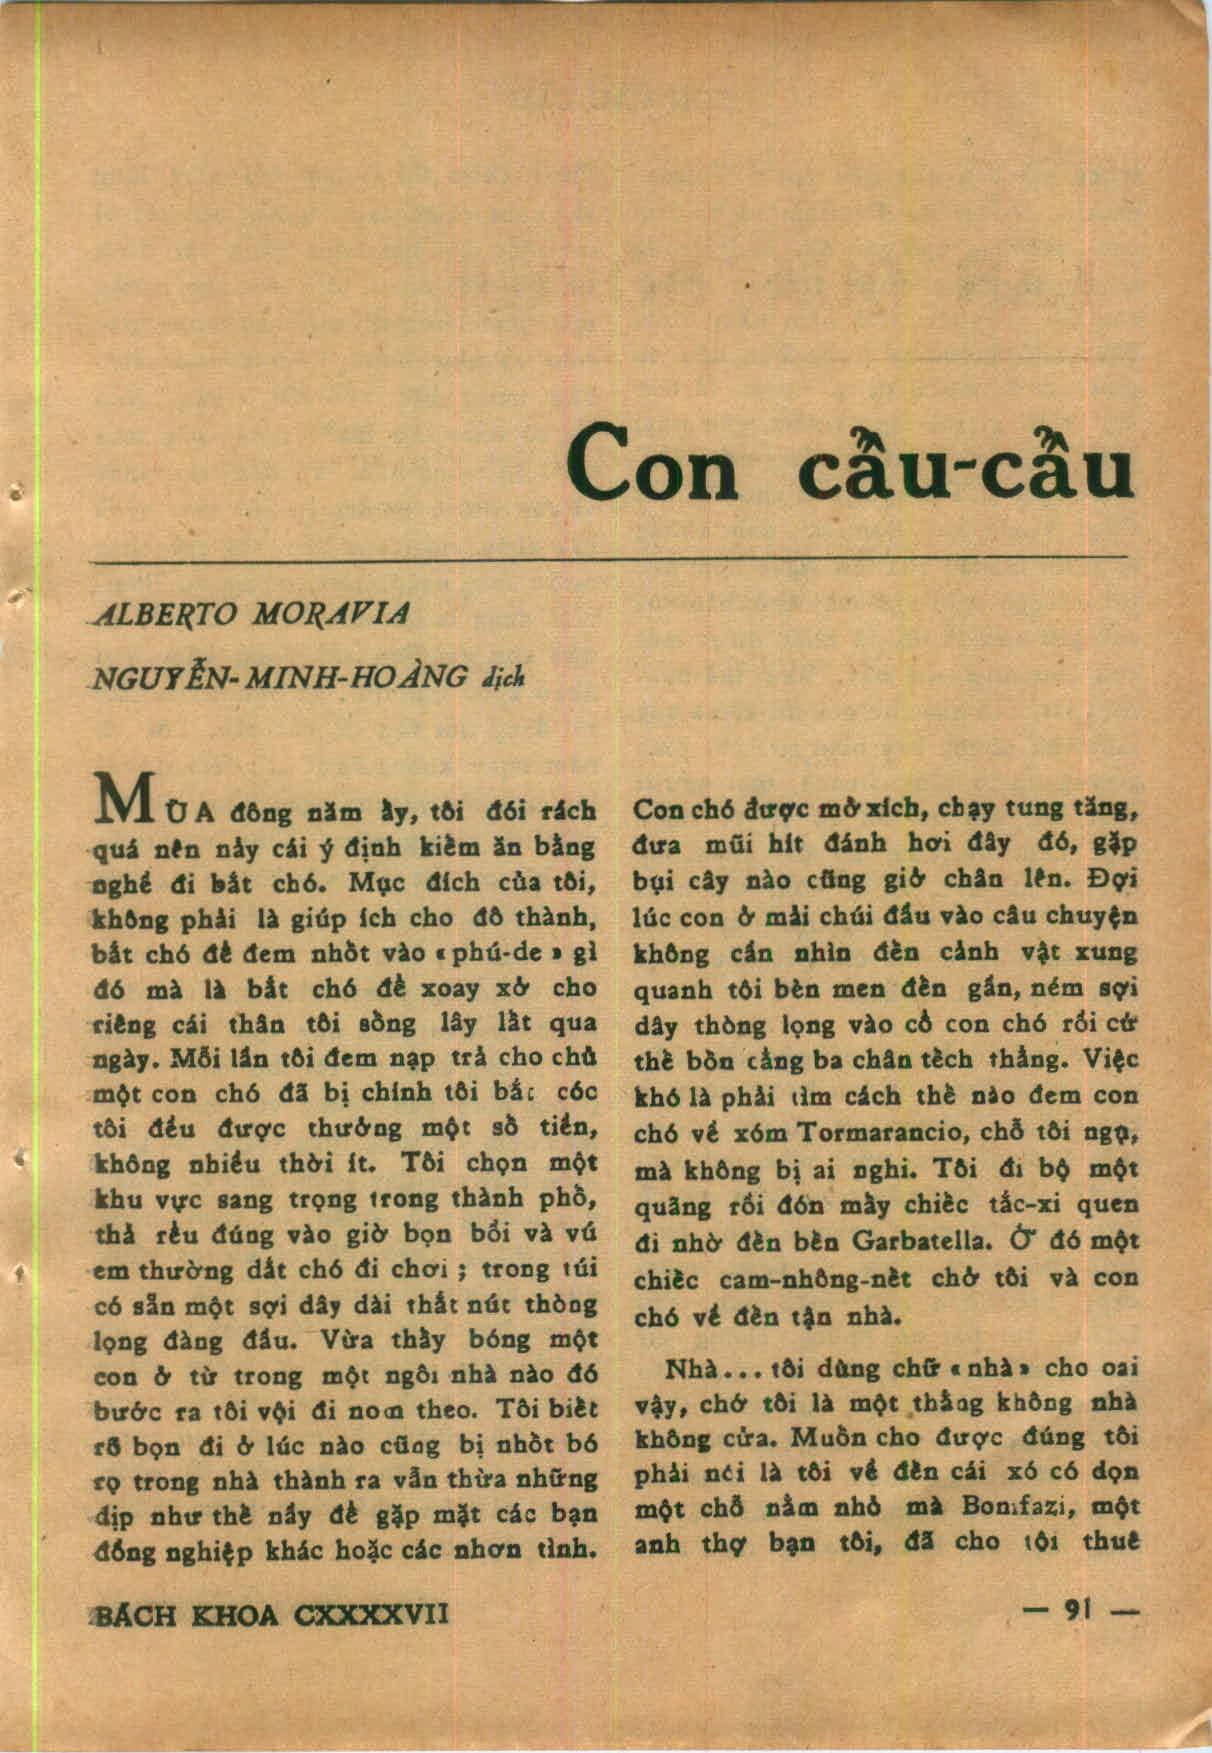 Con cầu-cẩu
ALBERTO MORAVIA
NGUYỄN-MINH-HOÀNG dịch
MÙA đông năm ấy, tôi đói rách
quá nên nảy cái ý định kiếm ăn bằng
nghề đi bắt chó. Mục đích của tôi,
không phải là giúp ích cho đô thành,
bắt chó để đem nhốt vào « phú-de » gì
đó mà là bắt chó để xoay xở cho
riêng cái thân tôi sống lây lất qua
ngày. Mỗi lần tôi đem nạp trả cho chủ
một con chó đã bị chính tôi bắt cóc
tôi đều được thưởng một số tiền,
không nhiều thời ít. Tôi chọn một
khu vực sang trọng trong thành phố,
thả rều đúng vào giờ bọn bồi và vú
em thường dắt chó đi chơi ; trong túi
có sẵn một sợi dây dài thắt nút thòng
lọng đàng đầu. Vừa thấy bóng một
con ở từ trong một ngôi nhà nào đó
bước ra tôi vội đi nom theo. Tôi biết
rõ bọn đi ở lúc nào cũng bị nhốt bó
rọ trong nhà thành ra vẫn thừa những
dịp như thế nầy để gặp mặt các bạn
đồng nghiệp khác hoặc các nhơn tình.
Con chó được mở xích, chạy tung tăng,
đưa mũi hít đánh hơi đây đó, gặp
bụi cây nào cũng giở chân lên. Đợi
lúc con ở mải chúi đầu vào câu chuyện
không cần nhìn đến cảnh vật xung
quanh tôi bèn men đến gần, ném sợi
dây thòng lọng vào cổ con chó rồi cứ
thế bốn cẳng ba chân tếch thẳng. Việc
khó là phải tìm cách thế nào đem con
chó về xóm Tormarancio, chỗ tôi ngụ,
mà không bị ai nghi. Tôi đi bộ một
quãng rồi đón mấy chiếc tắc-xi quen
đi nhờ đến bến Garbatella. Ở đó một
chiếc cam-nhông-nết chở tôi và con
chó về đến tận nhà.
Nhà... tôi dùng chữ « nhà » cho oai
vậy, chớ tôi là một thằng không nhà
không cửa. Muốn cho được đúng tôi
phải nói là tôi về đến cái xó có dọn
một chỗ nằm nhỏ mà Bonifazi, một
anh thợ bạn tôi, đã cho tôi thuê
BÁCH KHOA CXXXXVII
— 91 —